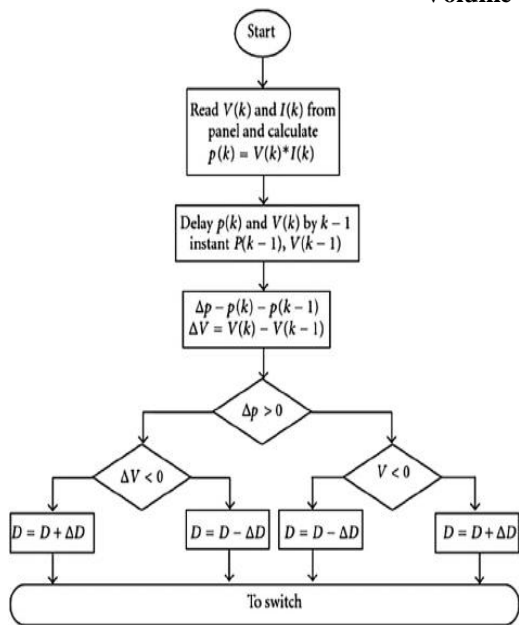 Volume
Start
Read V(k) and I(k) from
panel and calculate
p(k) = V(k)*I(k)
Delay p(k) and V(k) by k − 1
instant P(k − 1), V(k − 1)
Δp − p(k) − p(k − 1)
ΔV = V(k) − V(k − 1)
Δp > 0
ΔV < 0
V < 0
D = D + ΔD
D = D − ΔD
D = D − ΔD
D = D + ΔD
To switch